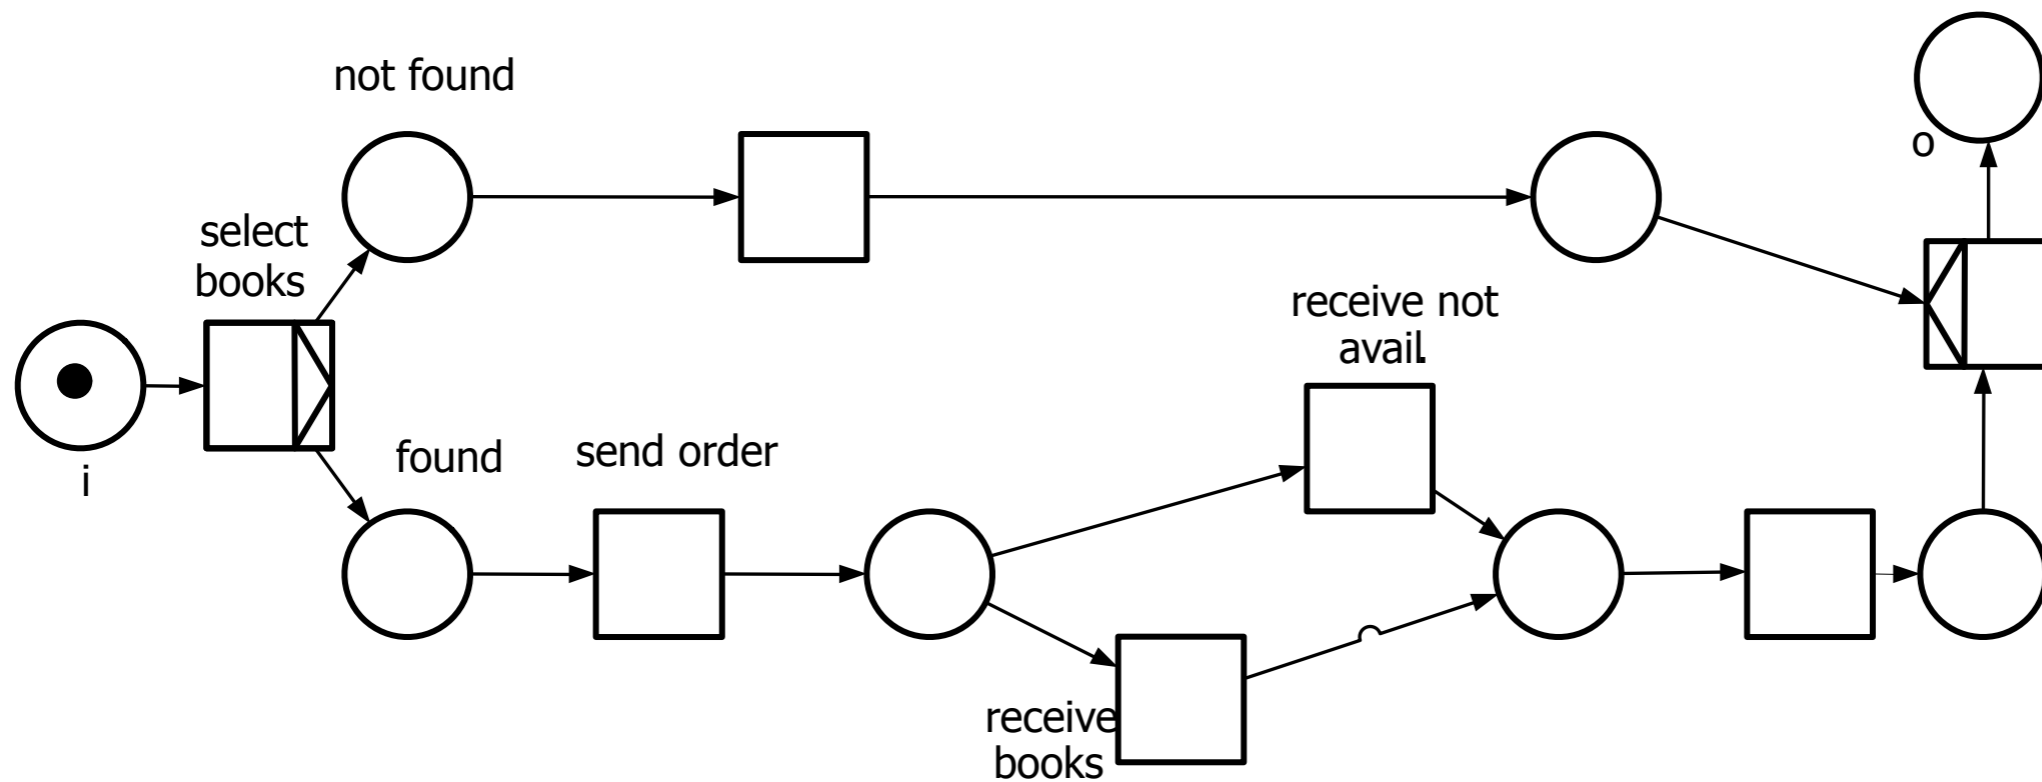 not found
select
books
i
found
send order
receive not
avail.
receive
books
o